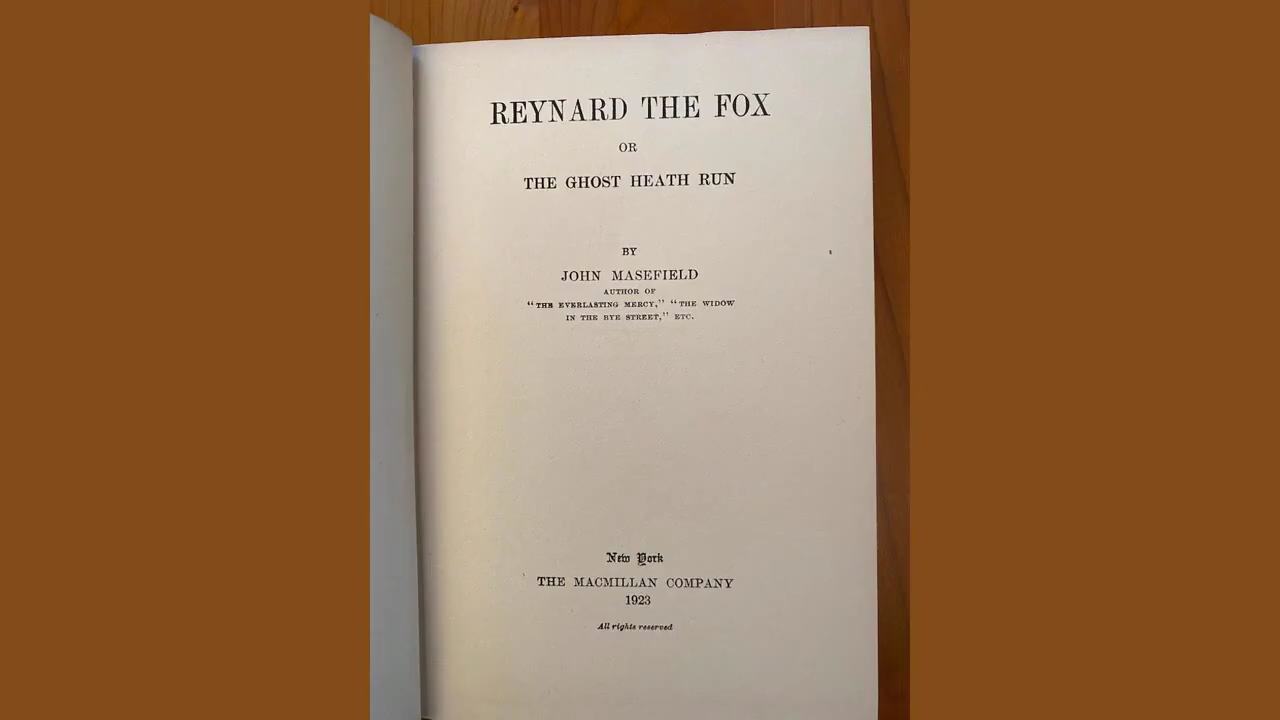 REYNARD THE FOX
OR
THE GHOST HEATH RUN
BY
JOHN MASEFIELD
AUTHOR OF
"THE EVERLASTING MERCY," "THE WIDOW
IN THE BYE STREET," ETC.
New York
THE MACMILLAN COMPANY
1923
All rights reserved